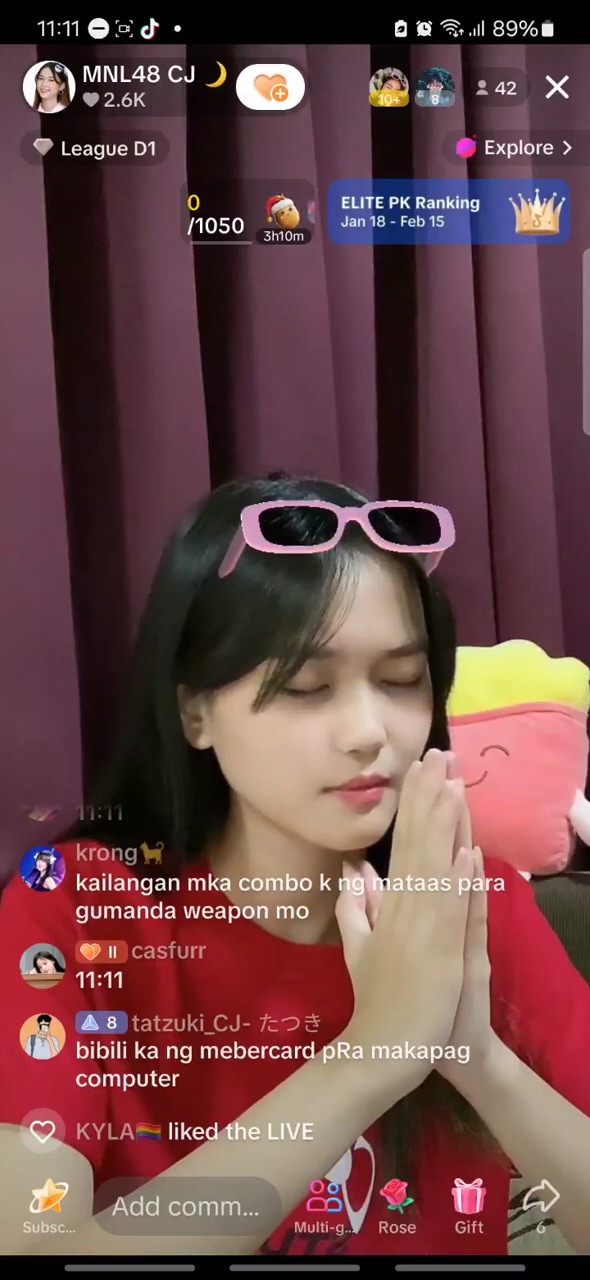 11:11
89%
MNL48 CJ 🌙
2.6K
10+
8
42
League D1
Explore
0
/1050
3h10m
ELITE PK Ranking
Jan 18 - Feb 15
11:11
krong🐈
kailangan mka combo k ng mataas para
gumanda weapon mo
II casfurr
11:11
8 tatzuki_CJ- たつき
bibili ka ng mebercard pRa makapag
computer
KYLA🏳️‍🌈 liked the LIVE
Subsc...
Add comm...
Multi-g...
Rose
Gift
6